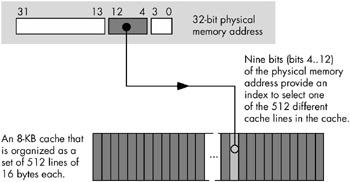 31 13 12 4 3 0
32-bit physical
memory address
Nine bits (bits 4..12)
of the physical memory
address provide an
index to select one
of the 512 different
cache lines in the cache.
An 8-KB cache that
is organized as a
set of 512 lines of
16 bytes each.
...